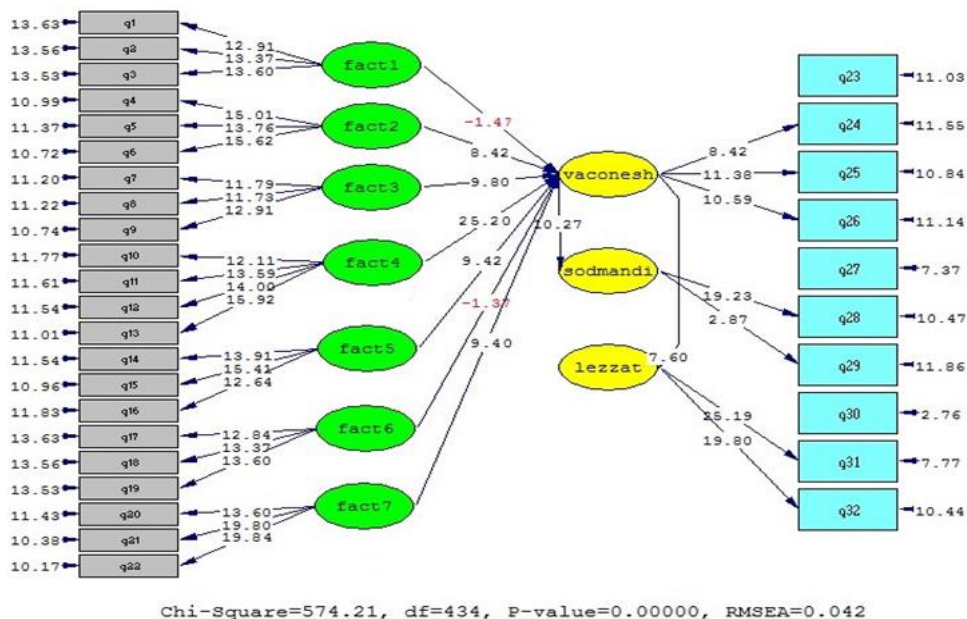 13.63 q1
13.56 q2
13.53 q3
10.99 q4
11.37 q5
10.72 q6
11.20 q7
11.22 q8
10.74 q9
11.77 q10
11.61 q11
11.54 q12
11.01 q13
11.54 q14
10.96 q15
11.83 q16
13.63 q17
13.56 q18
13.53 q19
11.43 q20
10.38 q21
10.17 q22
12.91
13.37
13.60
15.01
13.76
15.62
11.79
11.73
12.91
12.11
13.59
14.00
15.92
13.91
15.41
12.64
12.84
13.37
13.60
13.60
19.80
19.84
fact1
fact2
fact3
fact4
fact5
fact6
fact7
-1.47
8.42
9.80
25.20
9.42
-1.37
9.40
10.27
7.60
vaconesh
sodmandi
lezzat
8.42
11.38
10.59
19.23
2.87
25.19
19.80
q23 11.03
q24 11.55
q25 10.84
q26 11.14
q27 7.37
q28 10.47
q29 11.86
q30 2.76
q31 7.77
q32 10.44
Chi-Square=574.21, df=434, P-value=0.00000, RMSEA=0.042